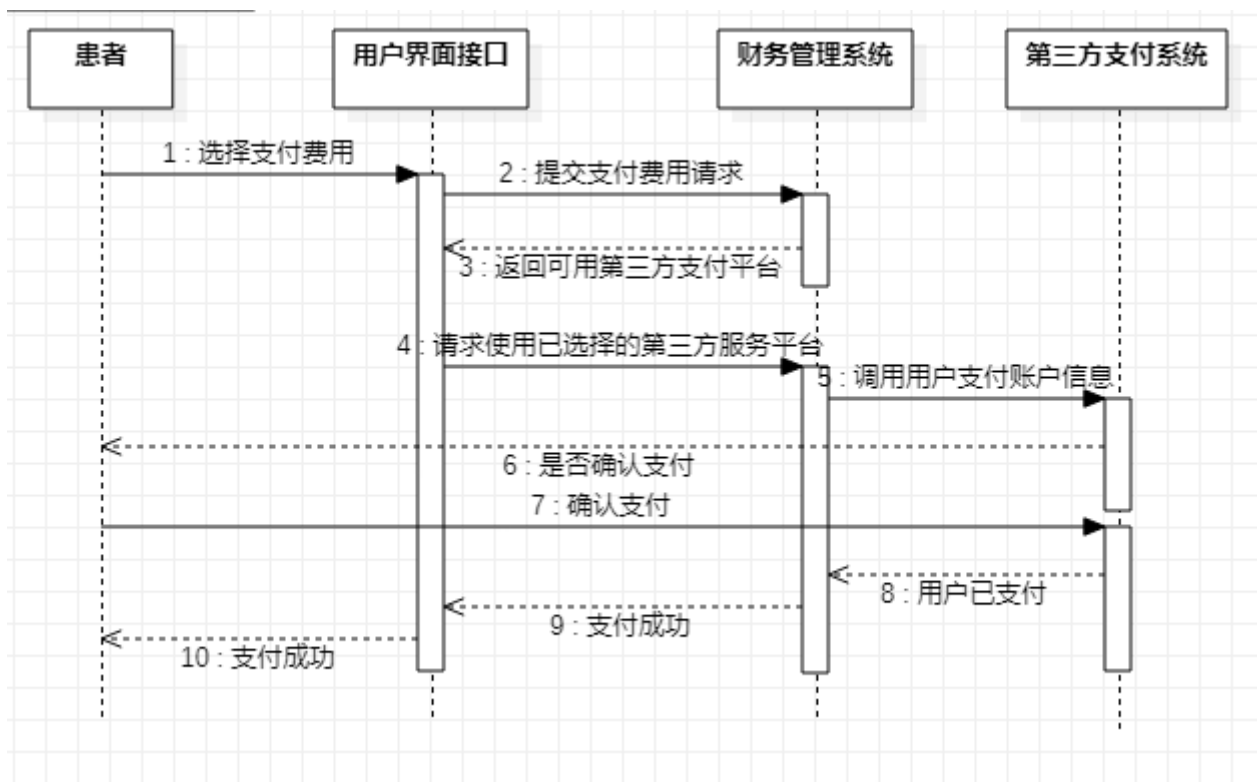 患者
用户界面接口
财务管理系统
第三方支付系统
1 : 选择支付费用
2 : 提交支付费用请求
3 : 返回可用第三方支付平台
4 : 请求使用已选择的第三方服务平台
5 : 调用用户支付账户信息
6 : 是否确认支付
7 : 确认支付
8 : 用户已支付
9 : 支付成功
10 : 支付成功